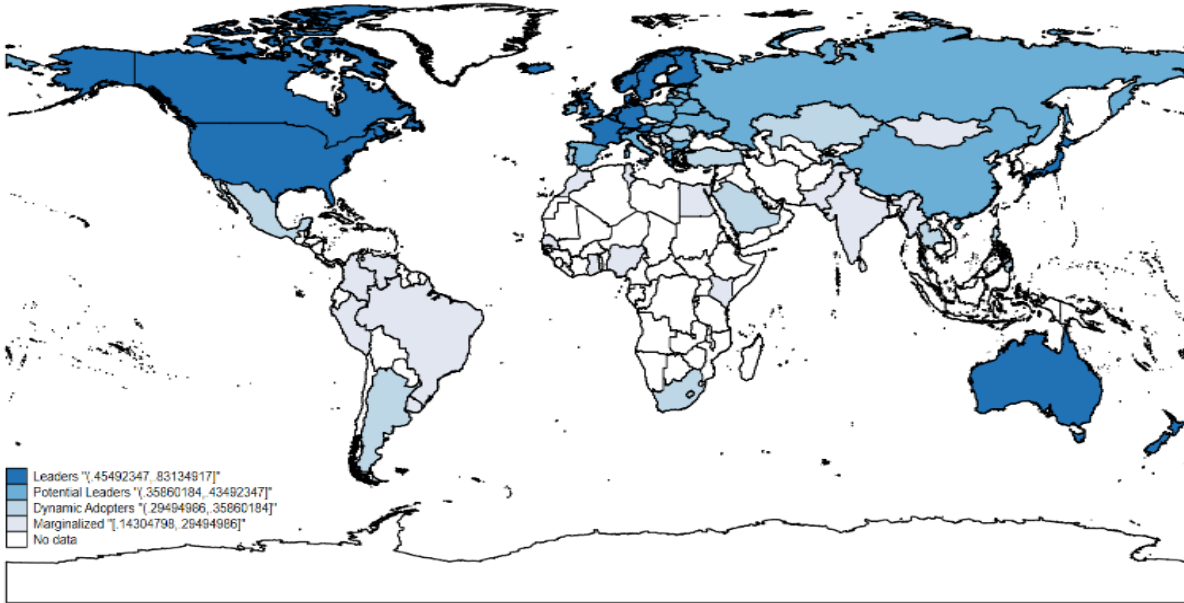 Leaders "(.45492347,.83134917]"
Potential Leaders "(.35860184,.43492347]"
Dynamic Adopters "(.29494986,.35860184]"
Marginalized "[.14304798,.29494986]"
No data